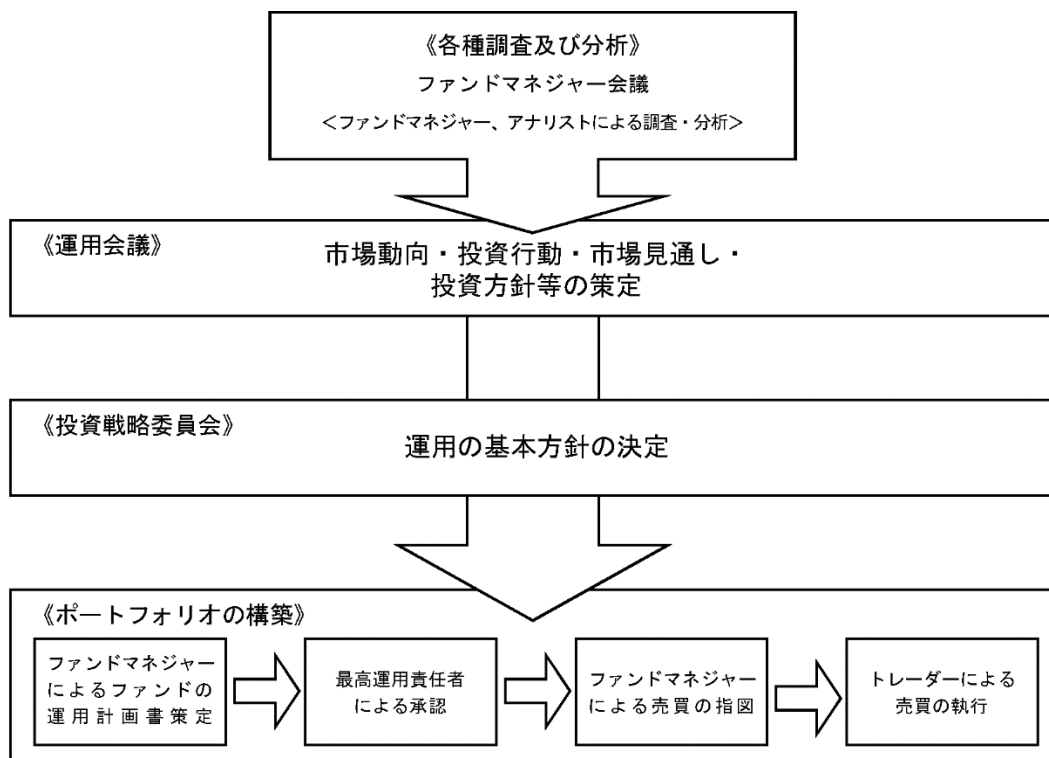 《各種調査及び分析》
ファンドマネジャー会議
＜ファンドマネジャー、アナリストによる調査・分析＞
《運用会議》
市場動向・投資行動・市場見通し・
投資方針等の策定
《投資戦略委員会》
運用の基本方針の決定
《ポートフォリオの構築》
ファンドマネジャー
によるファンドの
運用計画書策定
最高運用責任者
による承認
ファンドマネジャー
による売買の指図
トレーダーによる
売買の執行